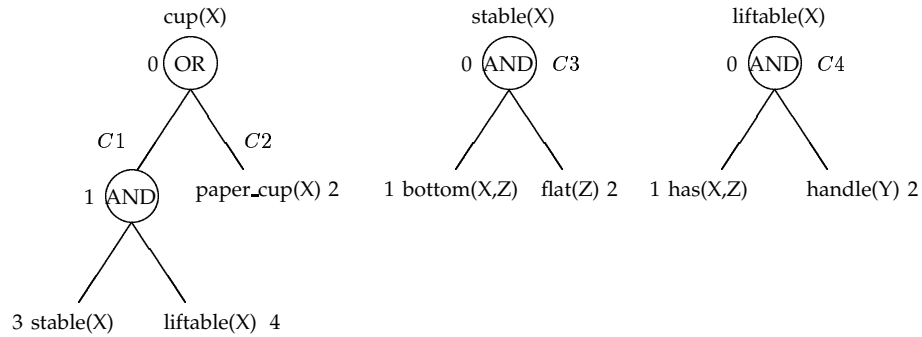 cup(X) stable(X) liftable(X)
0 OR 0 AND C3 0 AND C4
C1 C2
1 AND paper_cup(X) 2 1 bottom(X,Z) flat(Z) 2 1 has(X,Z) handle(Y) 2
3 stable(X) liftable(X) 4